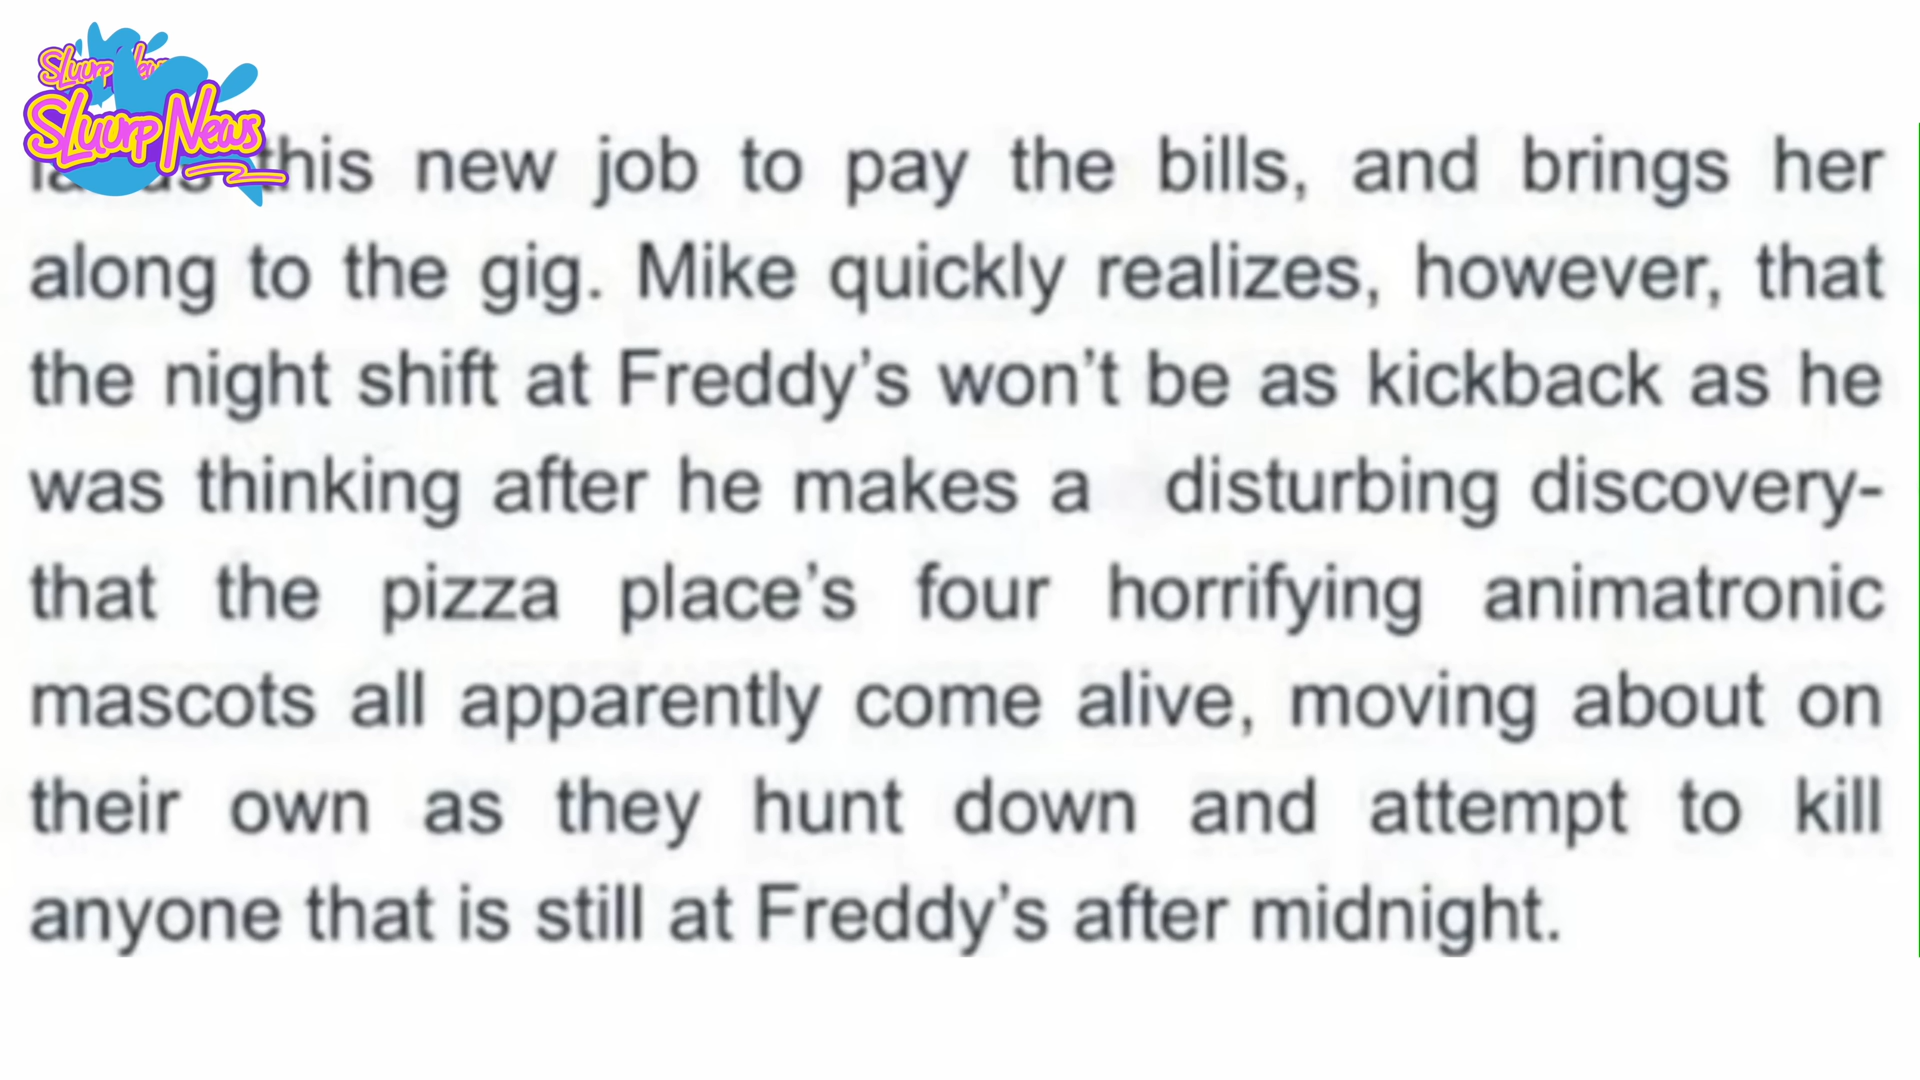 Sluurp News
Sluurp News
this new job to pay the bills, and brings her
along to the gig. Mike quickly realizes, however, that
the night shift at Freddy’s won’t be as kickback as he
was thinking after he makes a disturbing discovery-
that the pizza place’s four horrifying animatronic
mascots all apparently come alive, moving about on
their own as they hunt down and attempt to kill
anyone that is still at Freddy’s after midnight.